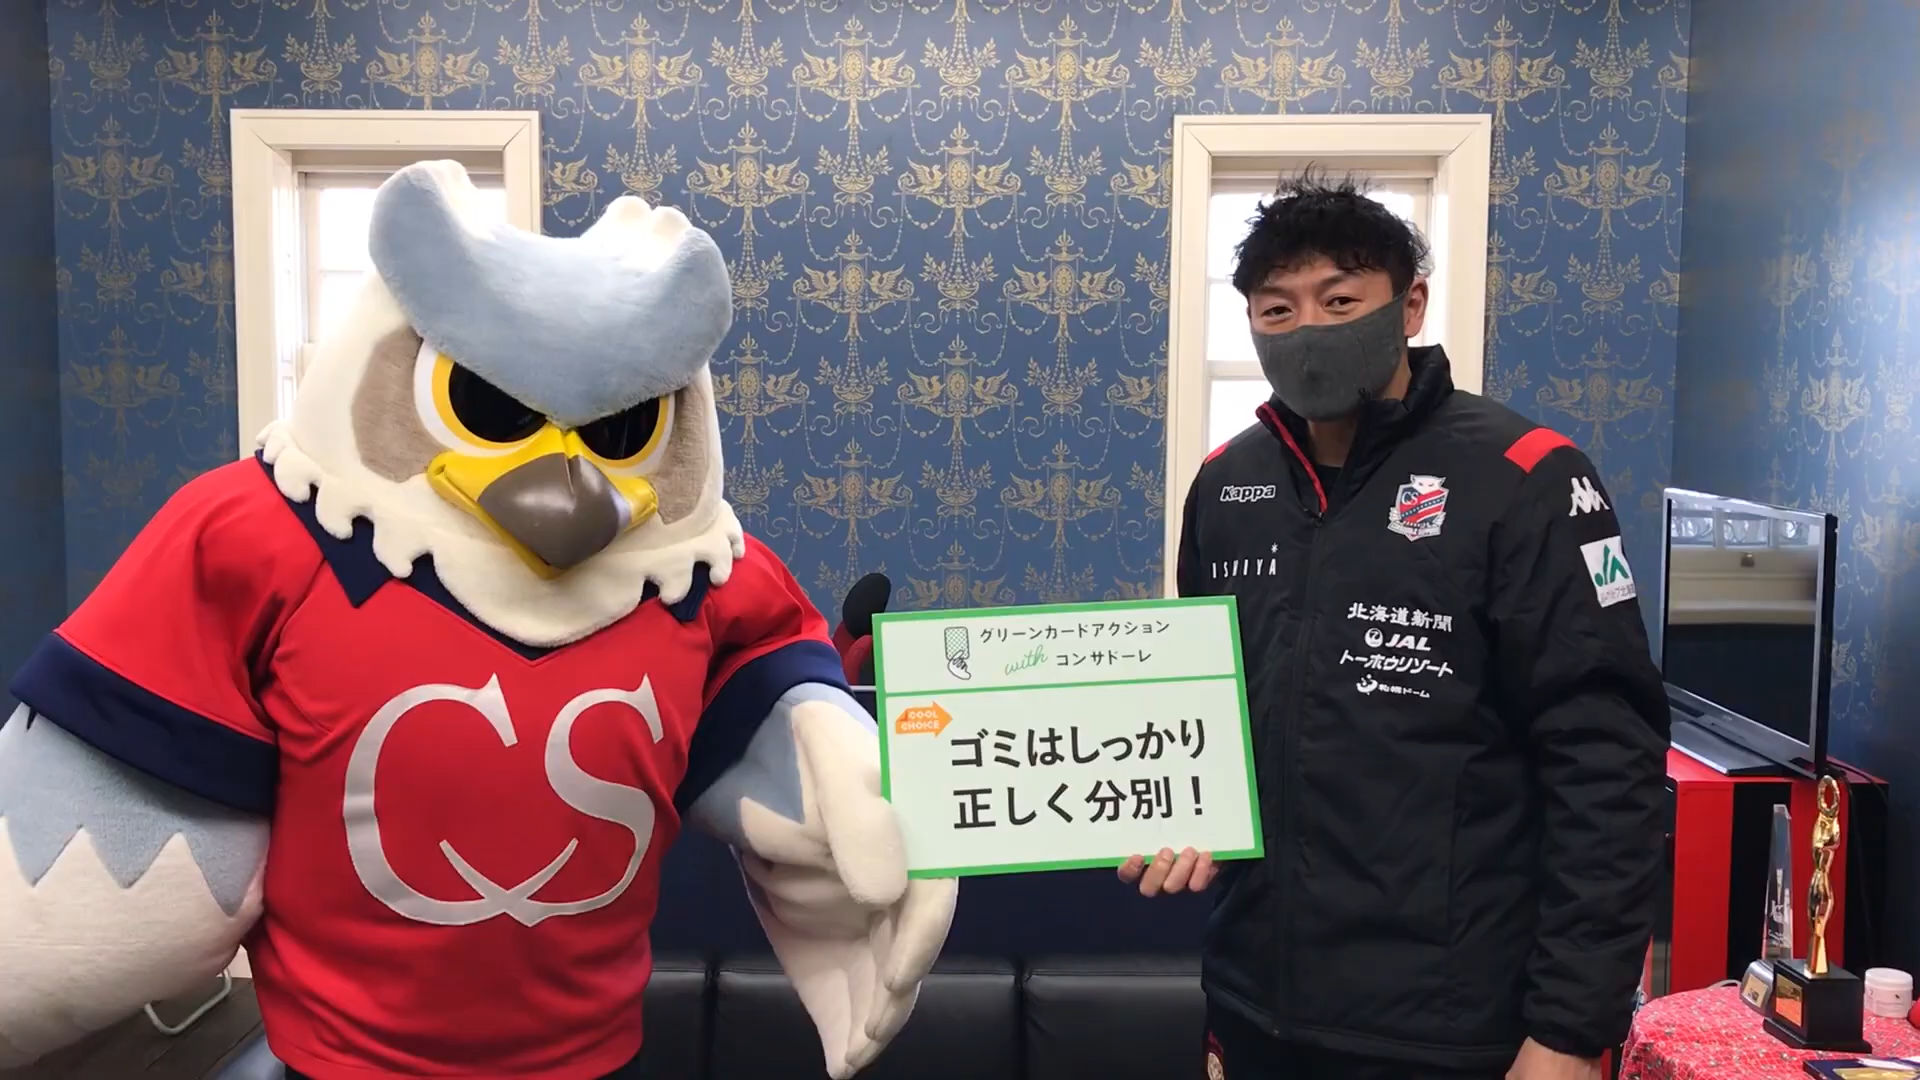 グリーンカードアクション
with コンサドーレ
COOL
CHOICE
ゴミはしっかり
正しく分別！
CS
Kappa
ISHIYA
CS
北海道新聞
JAL
トーホウリゾート
札幌ドーム
JA